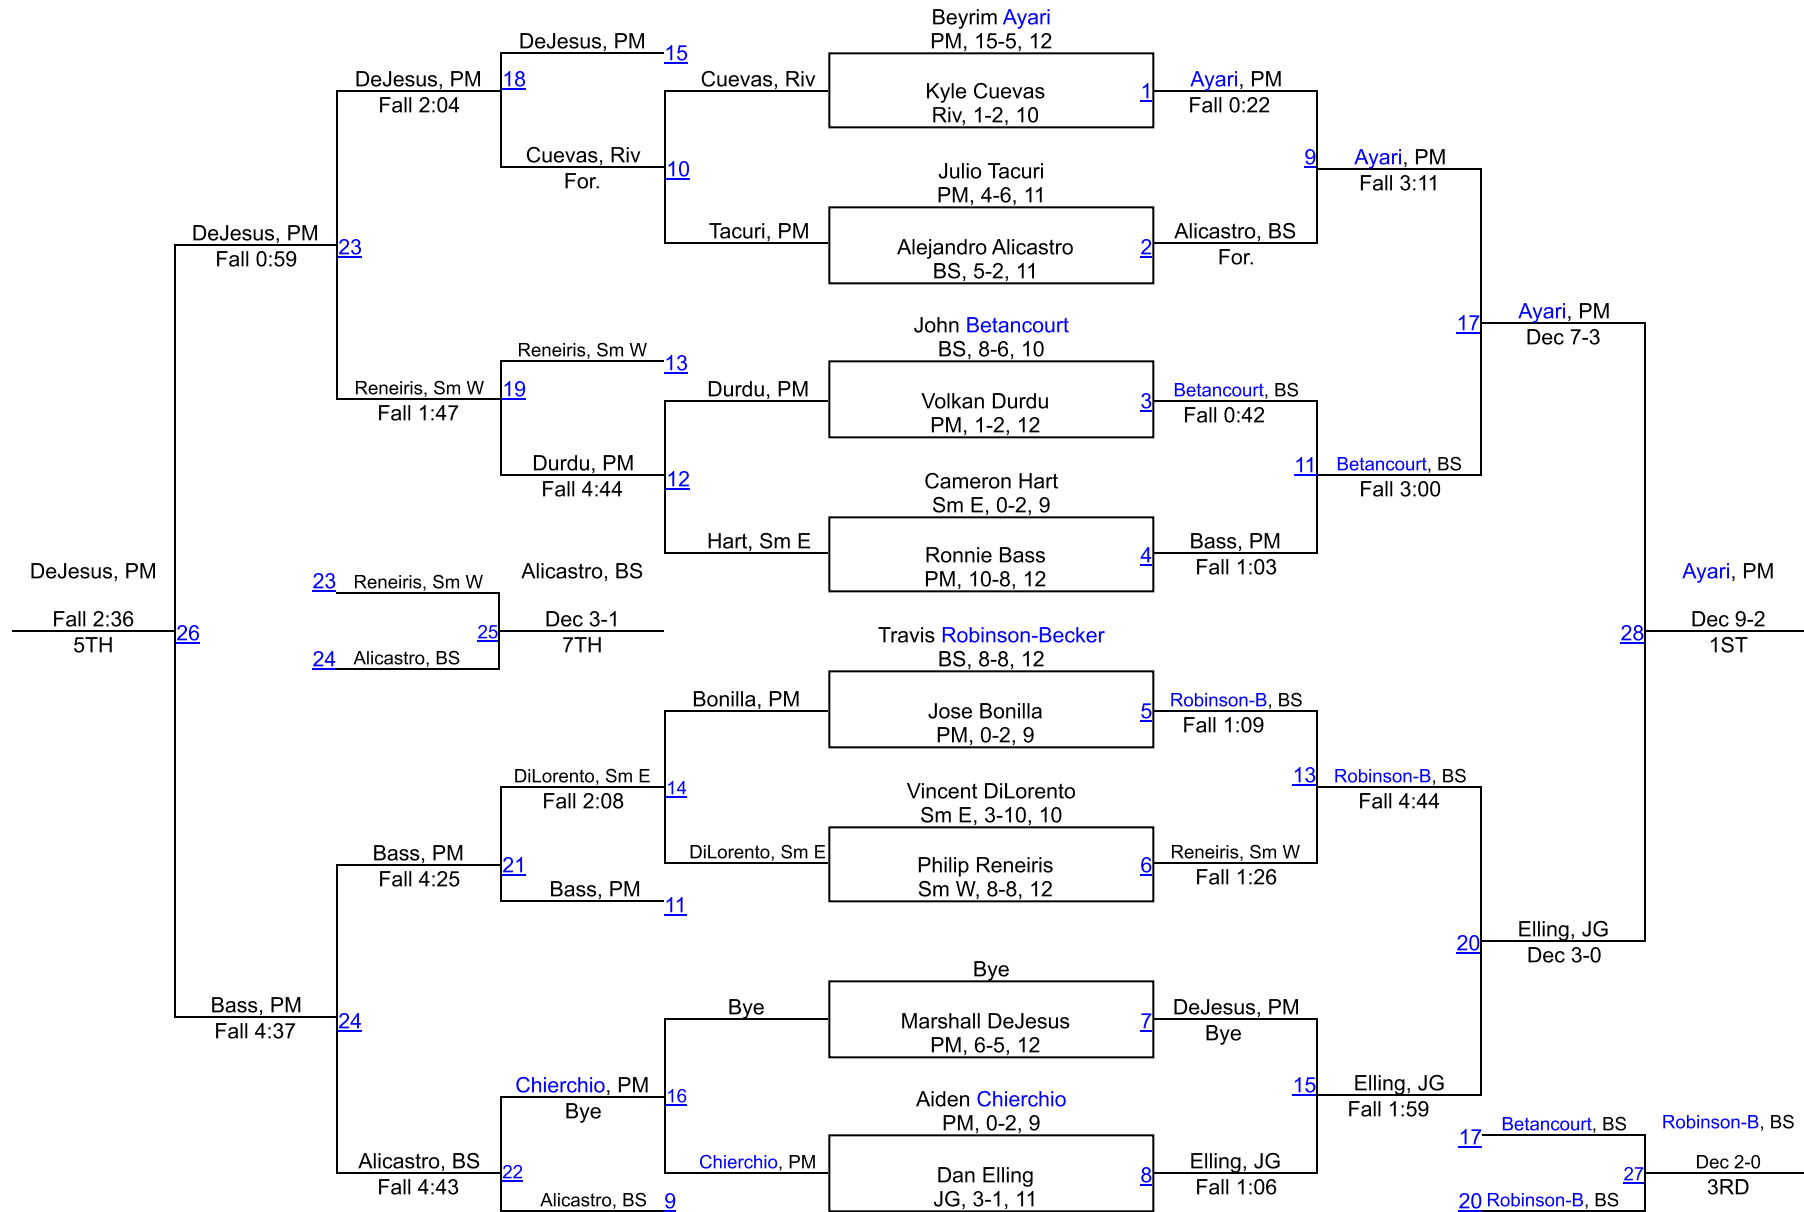 Beyrim Ayari
PM, 15-5, 12
DeJesus, PM
15
DeJesus, PM
18
Fall 2:04
Cuevas, Riv
Kyle Cuevas
Riv, 1-2, 10
1
Ayari, PM
Fall 0:22
Cuevas, Riv
For.
10
Julio Tacuri
PM, 4-6, 11
9
Ayari, PM
Fall 3:11
DeJesus, PM
Fall 0:59
23
Tacuri, PM
Alejandro Alicastro
BS, 5-2, 11
2
Alicastro, BS
For.
John Betancourt
BS, 8-6, 10
17
Ayari, PM
Dec 7-3
Reneiris, Sm W
13
Reneiris, Sm W
19
Fall 1:47
Durdu, PM
Volkan Durdu
PM, 1-2, 12
3
Betancourt, BS
Fall 0:42
Durdu, PM
Fall 4:44
12
Cameron Hart
Sm E, 0-2, 9
11
Betancourt, BS
Fall 3:00
Hart, Sm E
Ronnie Bass
PM, 10-8, 12
4
Bass, PM
Fall 1:03
DeJesus, PM
Fall 2:36
5TH
26
23
Reneiris, Sm W
24
Alicastro, BS
25
Alicastro, BS
Dec 3-1
7TH
Ayari, PM
28
Dec 9-2
1ST
Travis Robinson-Becker
BS, 8-8, 12
Bonilla, PM
Jose Bonilla
PM, 0-2, 9
5
Robinson-B, BS
Fall 1:09
DiLorento, Sm E
Fall 2:08
14
Vincent DiLorento
Sm E, 3-10, 10
13
Robinson-B, BS
Fall 4:44
Bass, PM
Fall 4:25
21
DiLorento, Sm E
Philip Reneiris
Sm W, 8-8, 12
6
Reneiris, Sm W
Fall 1:26
Bass, PM
11
20
Elling, JG
Dec 3-0
Bye
Bass, PM
Fall 4:37
24
Bye
Marshall DeJesus
PM, 6-5, 12
7
DeJesus, PM
Bye
Chierchio, PM
Bye
16
Aiden Chierchio
PM, 0-2, 9
15
Elling, JG
Fall 1:59
Alicastro, BS
Fall 4:43
22
Chierchio, PM
Dan Elling
JG, 3-1, 11
8
Elling, JG
Fall 1:06
Alicastro, BS
9
17
Betancourt, BS
20
Robinson-B, BS
27
Robinson-B, BS
Dec 2-0
3RD